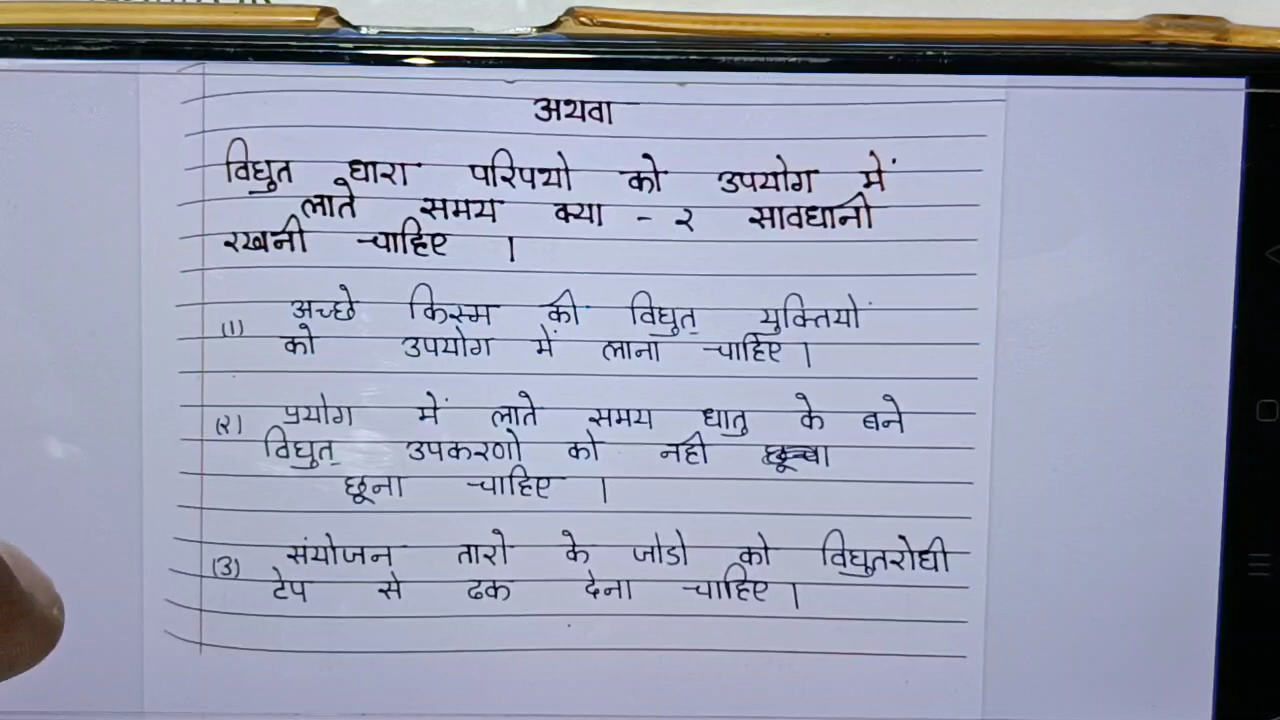 अथवा
विघुत धारा परिपथो को उपयोग में
लाते समय क्या - २ सावधानी
रखनी चाहिए ।
(1) अच्छे किस्म की विघुत् युक्तियों
को उपयोग में लाना चाहिए ।
(२) प्रयोग में लाते समय धातु के बने
विघुत् उपकरणो को नही
छूना चाहिए ।
(3) संयोजन तारो के जोडो को विघुतरोधी
टेप से ढक देना चाहिए ।